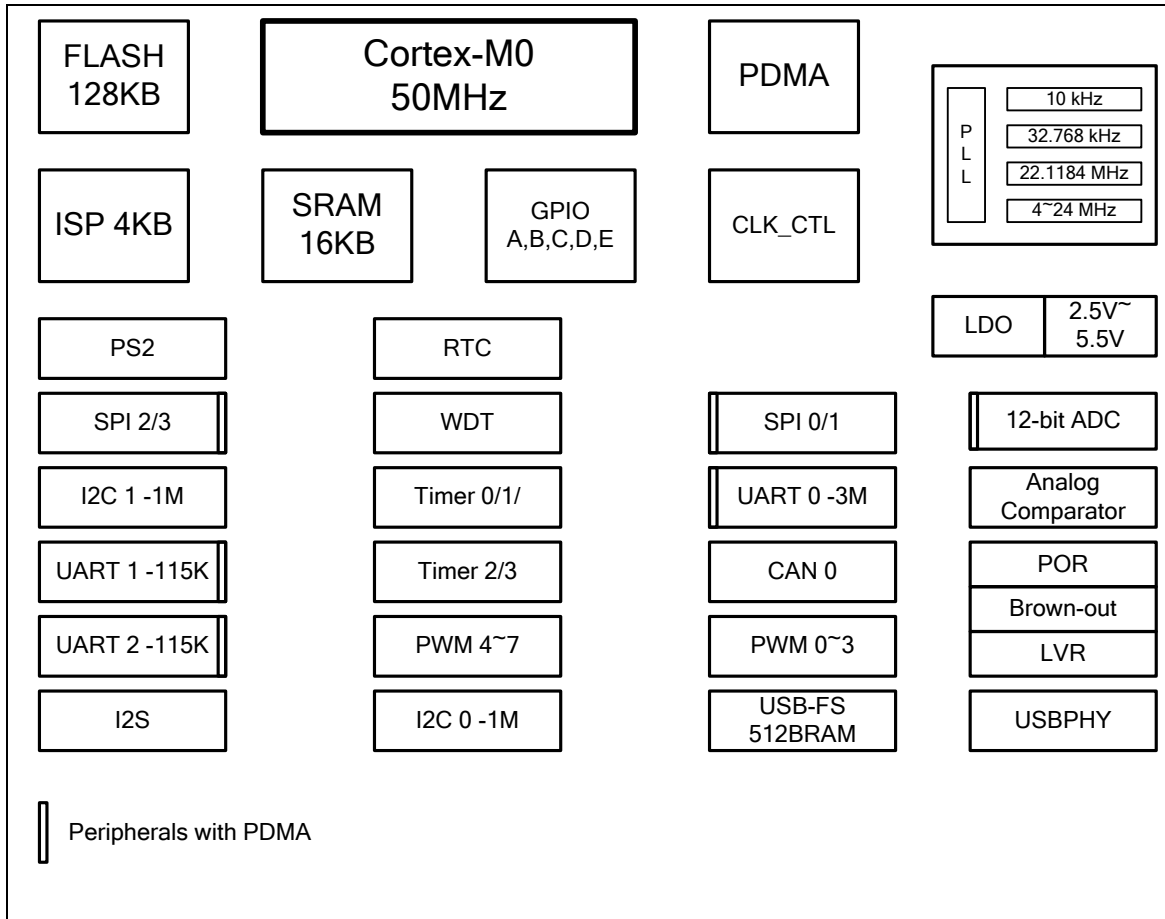 FLASH
128KB
Cortex-M0
50MHz
PDMA
P
L
L
10 kHz
32.768 kHz
22.1184 MHz
4~24 MHz
ISP 4KB
SRAM
16KB
GPIO
A,B,C,D,E
CLK_CTL
LDO
2.5V~
5.5V
PS2
RTC
SPI 2/3
WDT
SPI 0/1
12-bit ADC
I2C 1 -1M
Timer 0/1/
UART 0 -3M
Analog
Comparator
UART 1 -115K
Timer 2/3
CAN 0
POR
Brown-out
UART 2 -115K
PWM 4~7
PWM 0~3
LVR
I2S
I2C 0 -1M
USB-FS
512BRAM
USBPHY
Peripherals with PDMA